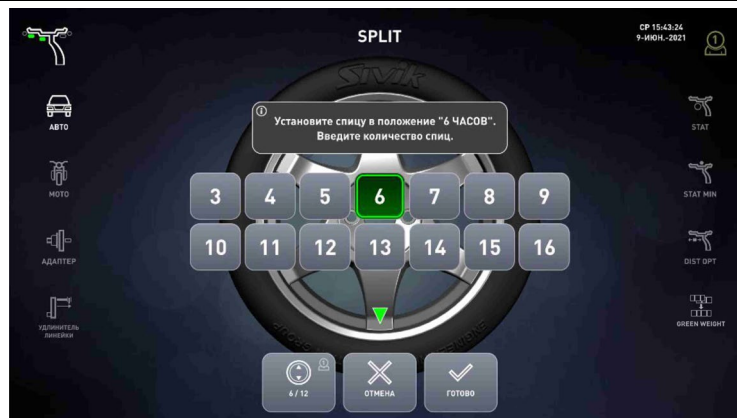 SPLIT
СР 15:43:24
9-ИЮН.-2021
1
АВТО
МОТО
АДАПТЕР
УДЛИНИТЕЛЬ
ЛИНЕЙКИ
Sivik
Установите спицу в положение "6 ЧАСОВ".
Введите количество спиц.
3 4 5 6 7 8 9
10 11 12 13 14 15 16
6 / 12
ОТМЕНА
ГОТОВО
STAT
STAT MIN
DIST OPT
GREEN WEIGHT